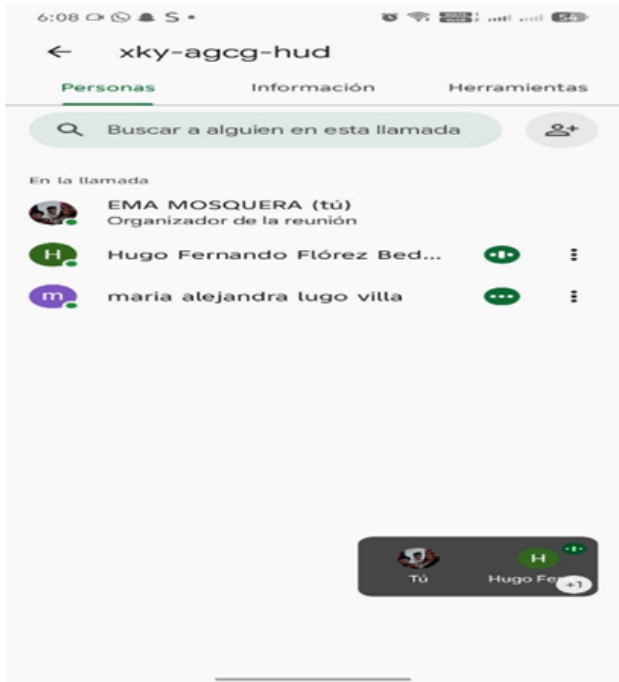 6:08
S
54
xky-agcg-hud
Personas Información Herramientas
Buscar a alguien en esta llamada
En la llamada
EMA MOSQUERA (tú)
Organizador de la reunión
H
Hugo Fernando Flórez Bed...
m
maria alejandra lugo villa
H
Tú Hugo Fe
+1